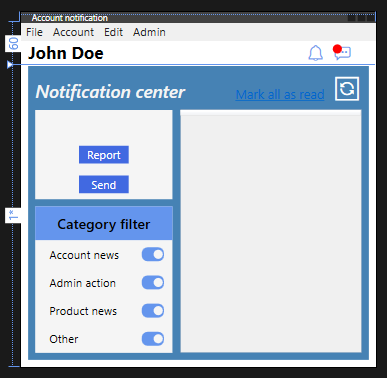 Account notification
File Account Edit Admin
John Doe
60
Notification center
Mark all as read
Report
Send
1*
Category filter
Account news
Admin action
Product news
Other